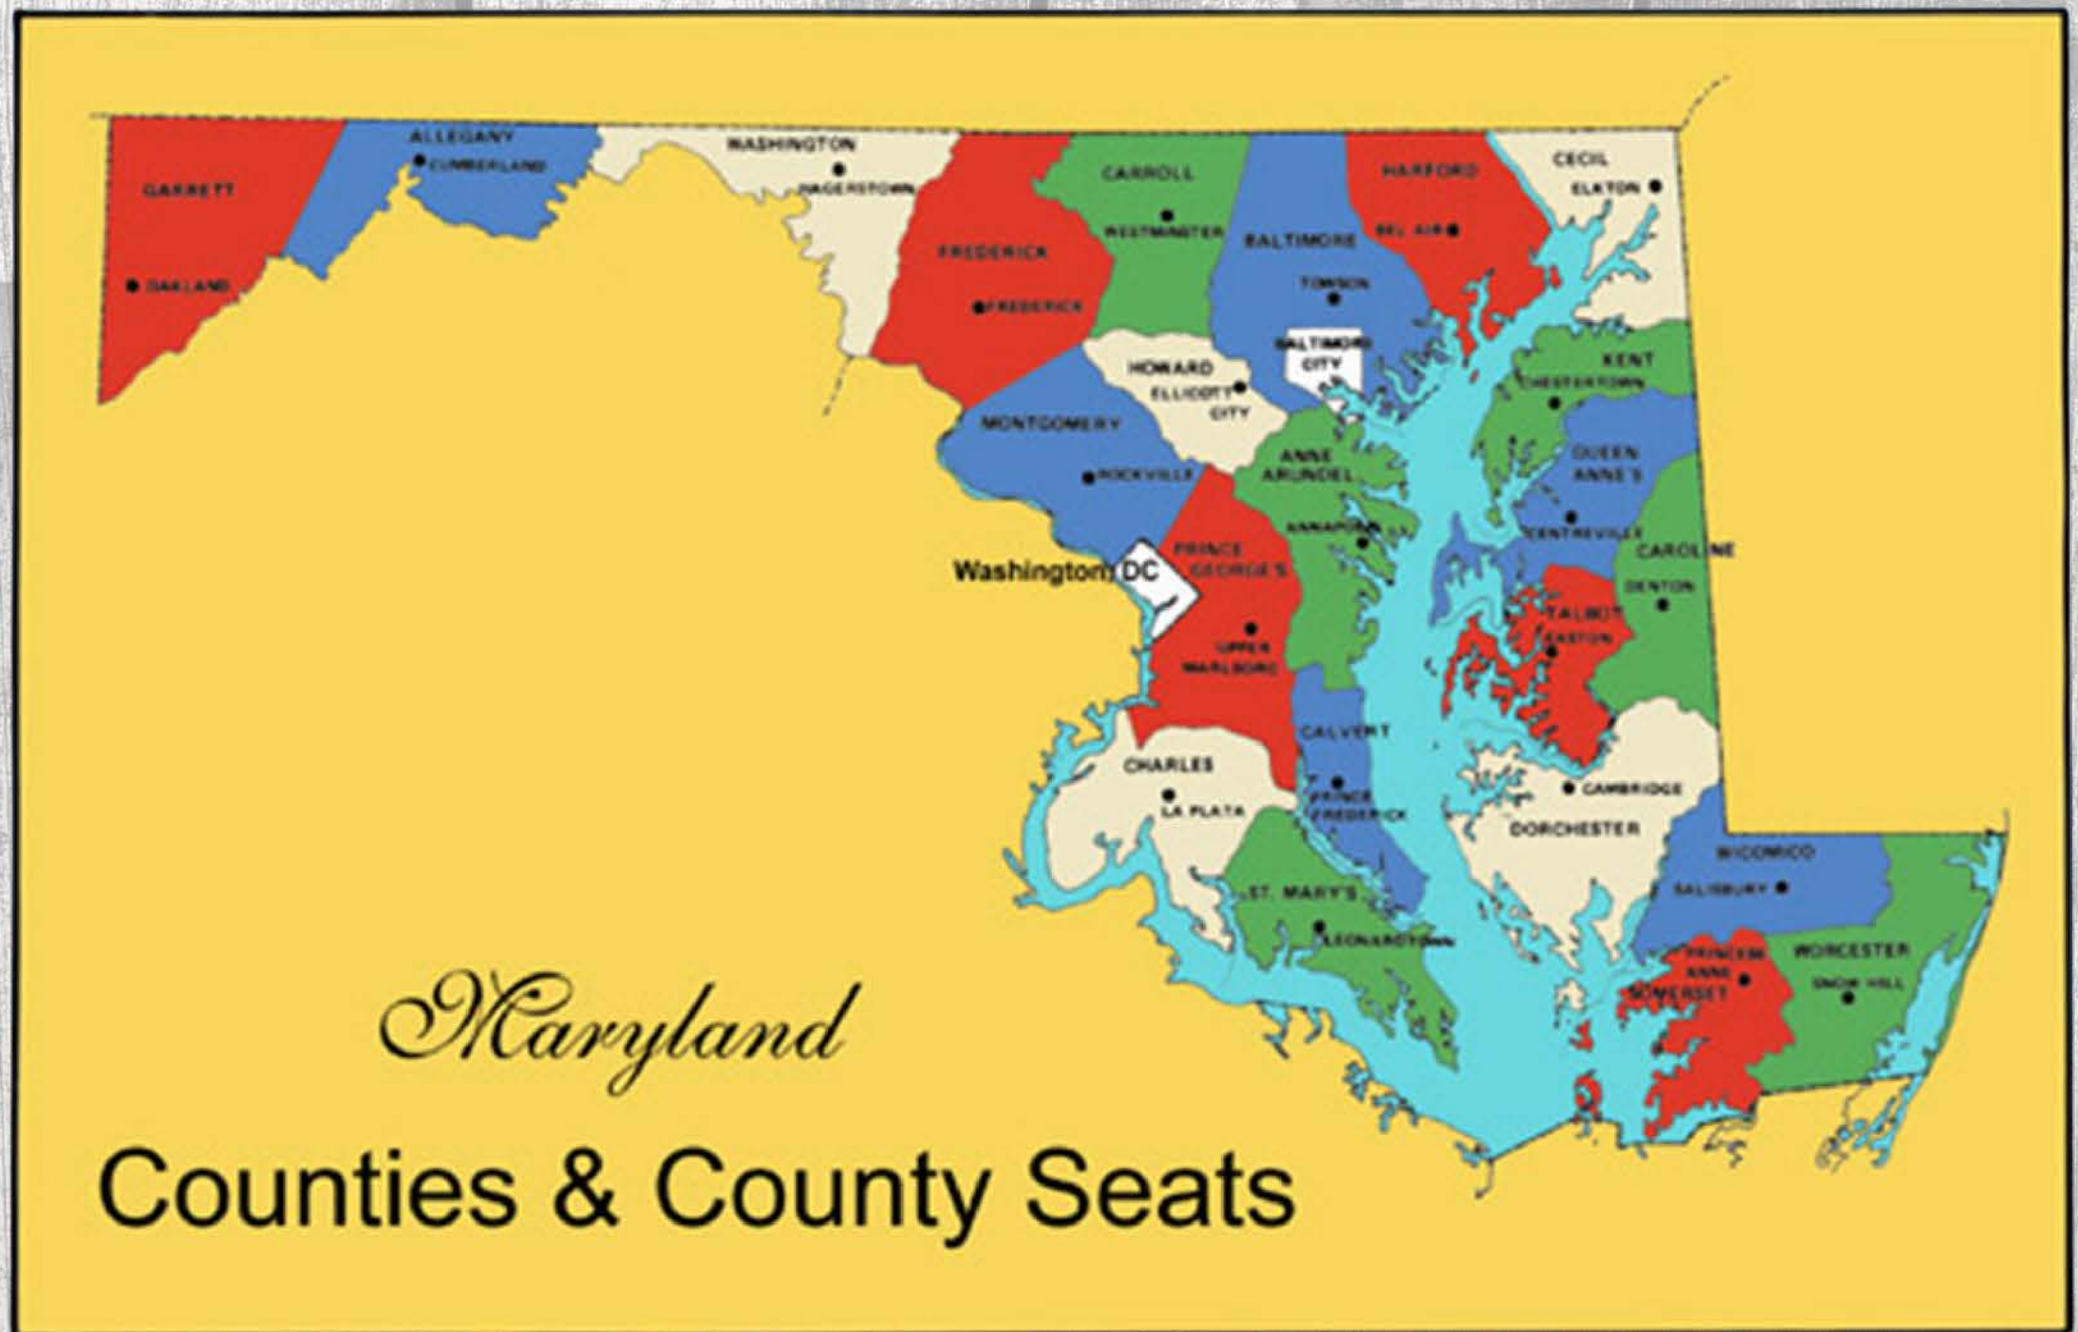 ALLEGANY
CUMBERLAND
WASHINGTON
HAGERSTOWN
GARRETT
OAKLAND
FREDERICK
FREDERICK
CARROLL
WESTMINSTER
BALTIMORE
TOWSON
BALTIMORE
CITY
HARFORD
BEL AIR
CECIL
ELKTON
KENT
CHESTERTOWN
HOWARD
ELLICOTT
CITY
MONTGOMERY
ROCKVILLE
ANNE
ARUNDEL
ANNAPOLIS
QUEEN
ANNE'S
CENTREVILLE
CAROLINE
DENTON
Washington, DC
PRINCE
GEORGE'S
UPPER
MARLBORO
TALBOT
EASTON
CALVERT
PRINCE
FREDERICK
CHARLES
LA PLATA
CAMBRIDGE
DORCHESTER
ST. MARY'S
LEONARDTOWN
WICOMICO
SALISBURY
PRINCESS
ANNE
SOMERSET
WORCESTER
SNOW HILL
Maryland
Counties & County Seats